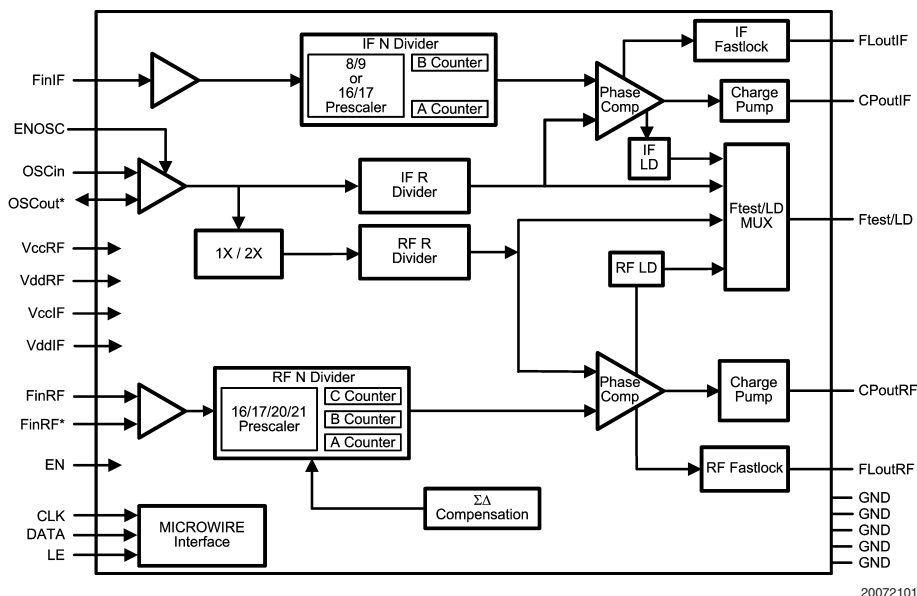 IF N Divider
8/9
or
16/17
Prescaler
B Counter
A Counter
IF
Fastlock
FLoutIF
FinIF
Phase
Comp
Charge
Pump
CPoutIF
ENOSC
IF
LD
OSCin
OSCout*
IF R
Divider
Ftest/LD
MUX
Ftest/LD
1X / 2X
RF R
Divider
RF LD
VccRF
VddRF
VccIF
VddIF
RF N Divider
16/17/20/21
Prescaler
C Counter
B Counter
A Counter
FinRF
FinRF*
Phase
Comp
Charge
Pump
CPoutRF
EN
RF Fastlock
FLoutRF
ΣΔ
Compensation
CLK
DATA
LE
MICROWIRE
Interface
GND
GND
GND
GND
GND
20072101